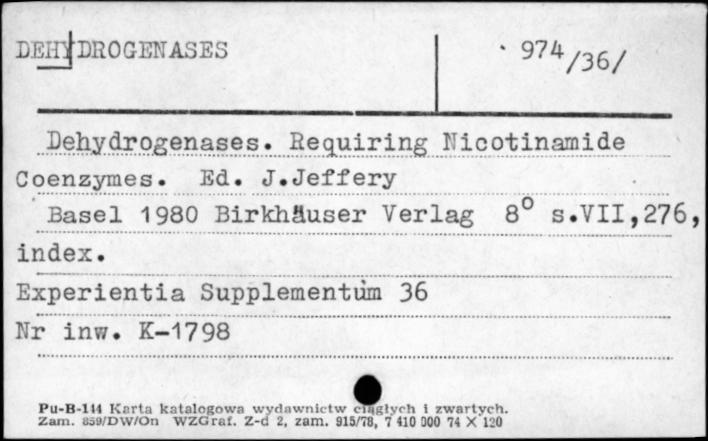 DEHYDROGENASES 974/36/
Dehydrogenases. Requiring Nicotinamide
Coenzymes. Ed. J.Jeffery
Basel 1980 Birkhäuser Verlag 8° s.VII,276,
index.
Experientia Supplementum 36
Nr inw. K-1798
Pu-B-144 Karta katalogowa wydawnictw ciągłych i zwartych.
Zam. 859/DW/On WZGraf. Z-d 2, zam. 915/78, 7 410 000 74 X 120